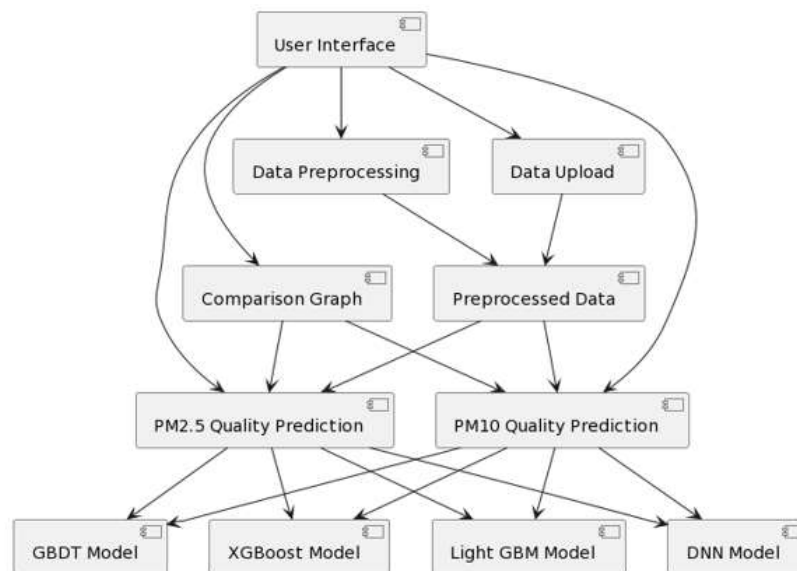 User Interface
Data Preprocessing
Data Upload
Comparison Graph
Preprocessed Data
PM2.5 Quality Prediction
PM10 Quality Prediction
GBDT Model
XGBoost Model
Light GBM Model
DNN Model